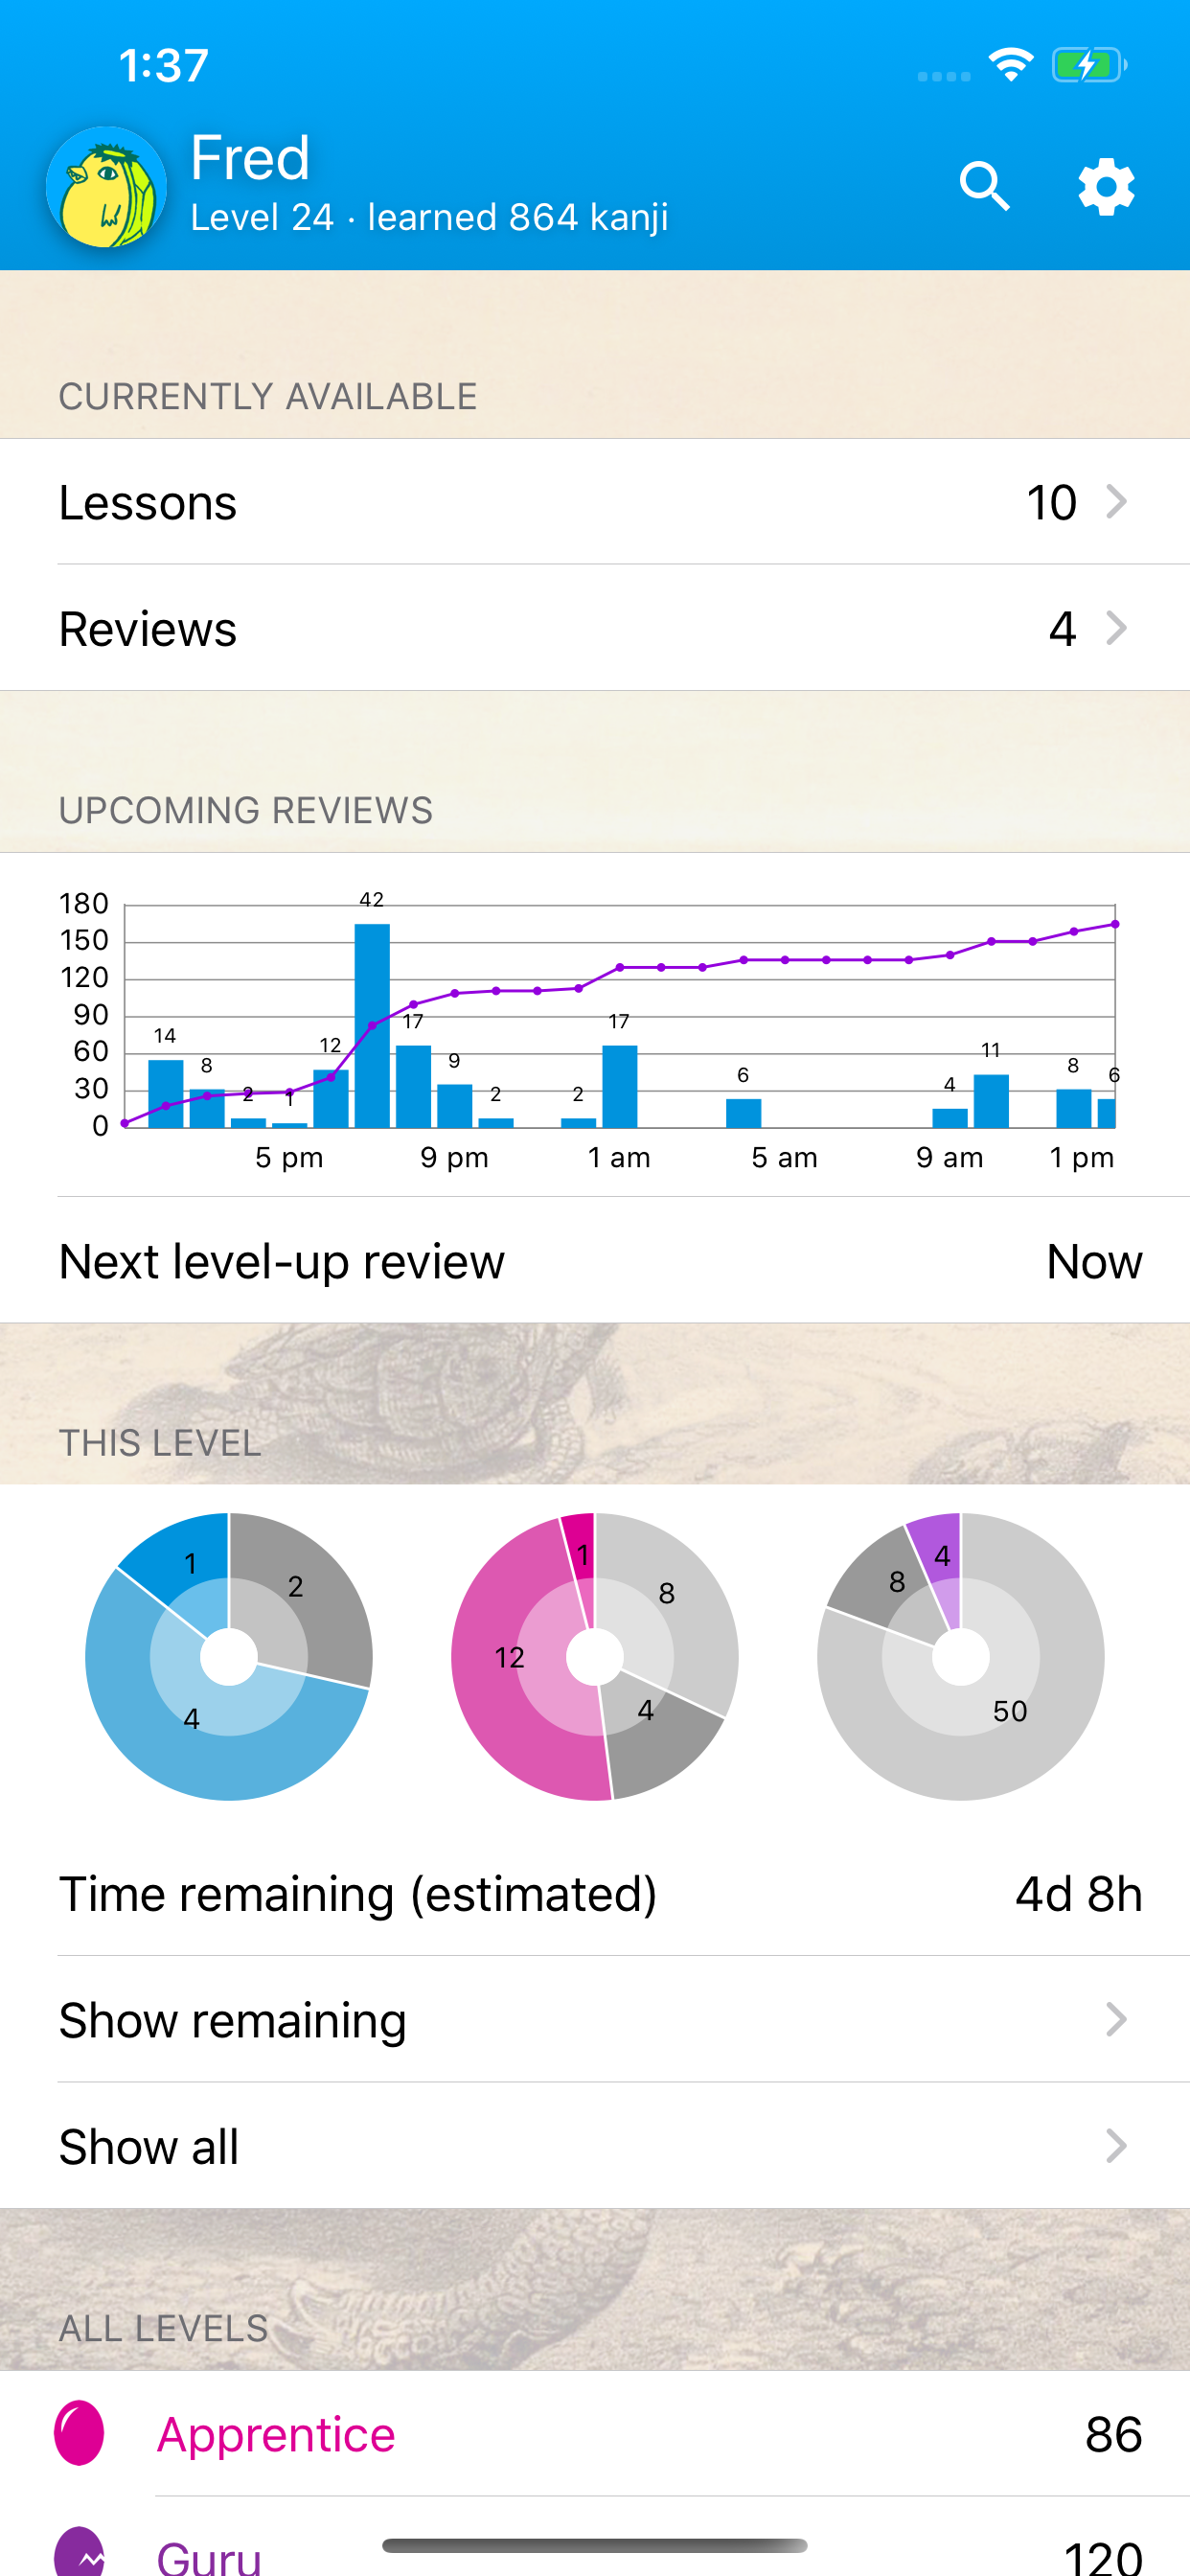 1:37
Fred
Level 24 · learned 864 kanji
CURRENTLY AVAILABLE
Lessons 10
Reviews 4
UPCOMING REVIEWS
180
150
120
90
60
30
0
14 8 2 1 12 42 17 9 2 2 17 6 4 11 8 6
5 pm 9 pm 1 am 5 am 9 am 1 pm
Next level-up review Now
THIS LEVEL
1 2 4
1 8 12 4
4 8 50
Time remaining (estimated) 4d 8h
Show remaining
Show all
ALL LEVELS
Apprentice 86
Guru 120